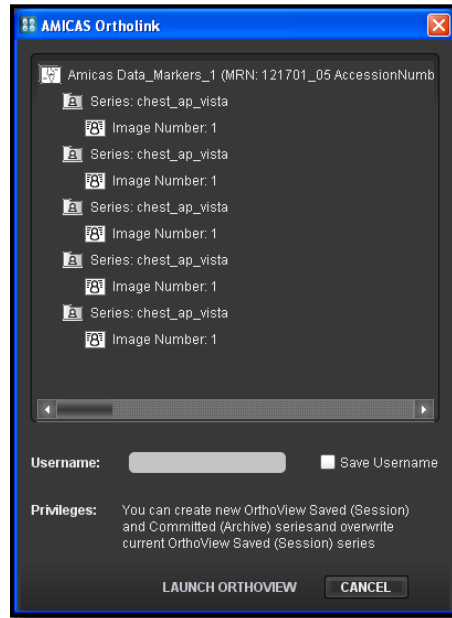 AMICAS Ortholink
Amicas Data_Markers_1 (MRN: 121701_05 AccessionNumb
Series: chest_ap_vista
Image Number: 1
Series: chest_ap_vista
Image Number: 1
Series: chest_ap_vista
Image Number: 1
Series: chest_ap_vista
Image Number: 1
Series: chest_ap_vista
Image Number: 1
Username:
Save Username
Privileges:
You can create new OrthoView Saved (Session)
and Committed (Archive) seriesand overwrite
current OrthoView Saved (Session) series
LAUNCH ORTHOVIEW
CANCEL